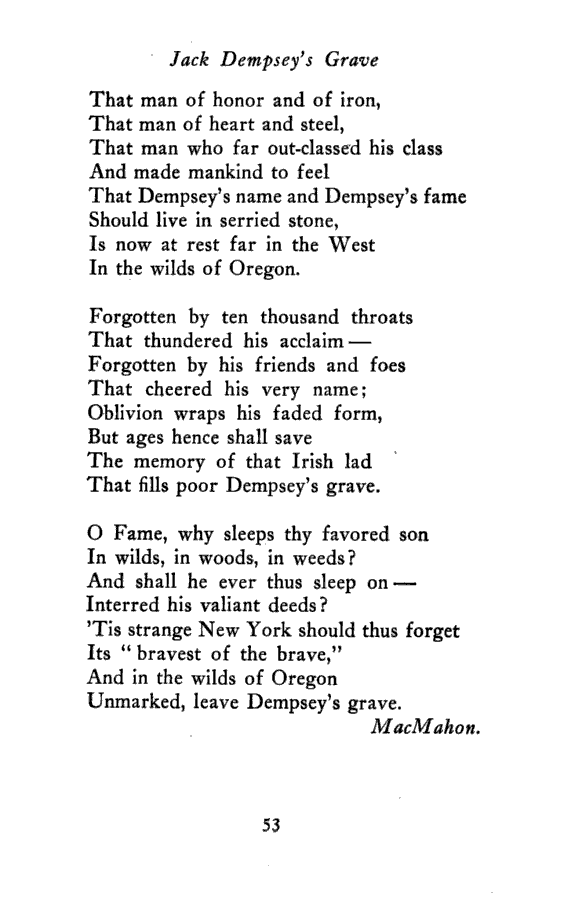 Jack Dempsey's Grave
That man of honor and of iron,
That man of heart and steel,
That man who far out-classed his class
And made mankind to feel
That Dempsey's name and Dempsey's fame
Should live in serried stone,
Is now at rest far in the West
In the wilds of Oregon.
Forgotten by ten thousand throats
That thundered his acclaim —
Forgotten by his friends and foes
That cheered his very name;
Oblivion wraps his faded form,
But ages hence shall save
The memory of that Irish lad
That fills poor Dempsey's grave.
O Fame, why sleeps thy favored son
In wilds, in woods, in weeds?
And shall he ever thus sleep on —
Interred his valiant deeds?
'Tis strange New York should thus forget
Its "bravest of the brave,"
And in the wilds of Oregon
Unmarked, leave Dempsey's grave.
MacMahon.
53